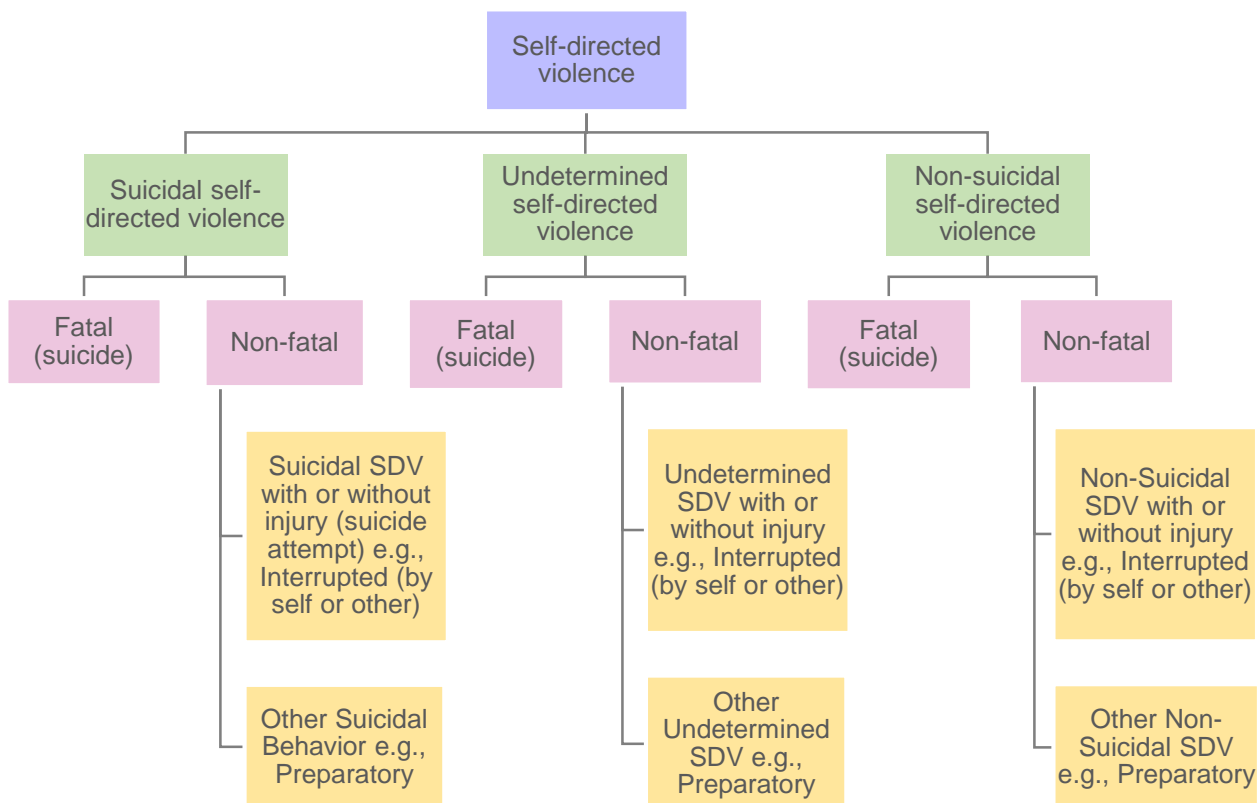 Self-directed
violence
Suicidal self-
directed violence
Undetermined
self-directed
violence
Non-suicidal
self-directed
violence
Fatal
(suicide)
Non-fatal
Fatal
(suicide)
Non-fatal
Fatal
(suicide)
Non-fatal
Suicidal SDV
with or without
injury (suicide
attempt) e.g.,
Interrupted (by
self or other)
Undetermined
SDV with or
without injury
e.g., Interrupted
(by self or other)
Non-Suicidal
SDV with or
without injury
e.g., Interrupted
(by self or other)
Other Suicidal
Behavior e.g.,
Preparatory
Other
Undetermined
SDV e.g.,
Preparatory
Other Non-
Suicidal SDV
e.g., Preparatory